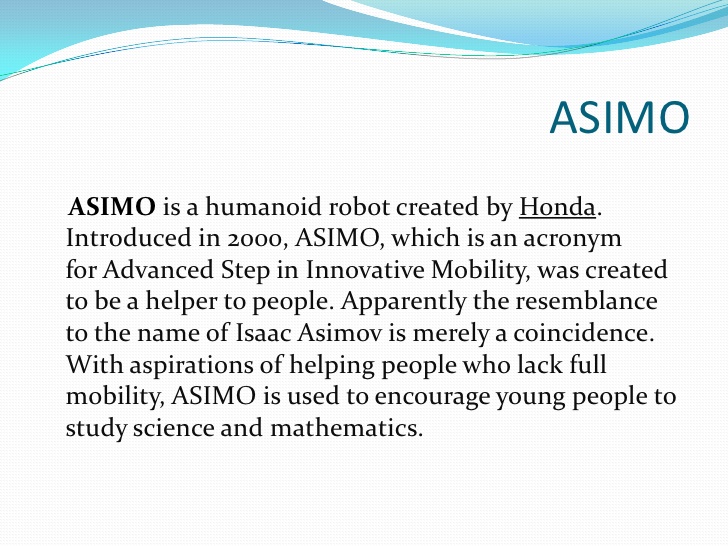 ASIMO
ASIMO is a humanoid robot created by Honda.
Introduced in 2000, ASIMO, which is an acronym
for Advanced Step in Innovative Mobility, was created
to be a helper to people. Apparently the resemblance
to the name of Isaac Asimov is merely a coincidence.
With aspirations of helping people who lack full
mobility, ASIMO is used to encourage young people to
study science and mathematics.